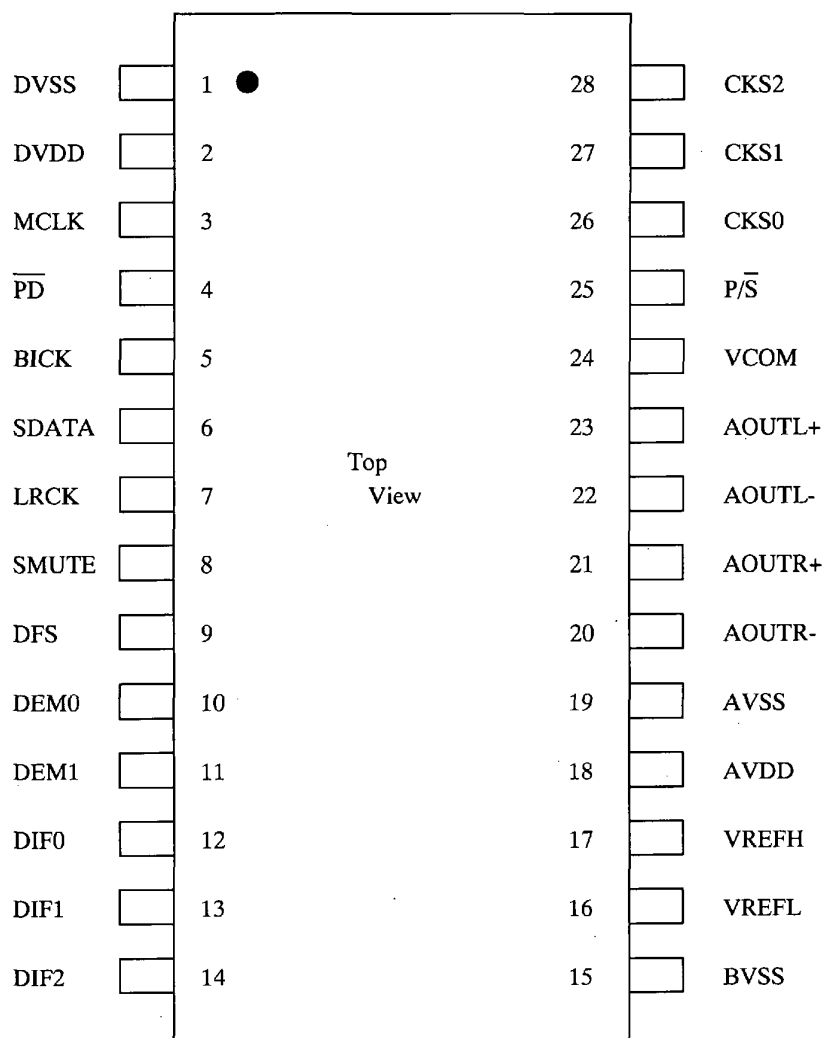 DVSS 1 28 CKS2
DVDD 2 27 CKS1
MCLK 3 26 CKS0
P̅D̅ 4 25 P/S̅
BICK 5 24 VCOM
SDATA 6 23 AOUTL+
Top
LRCK 7 View 22 AOUTL-
SMUTE 8 21 AOUTR+
DFS 9 20 AOUTR-
DEM0 10 19 AVSS
DEM1 11 18 AVDD
DIF0 12 17 VREFH
DIF1 13 16 VREFL
DIF2 14 15 BVSS